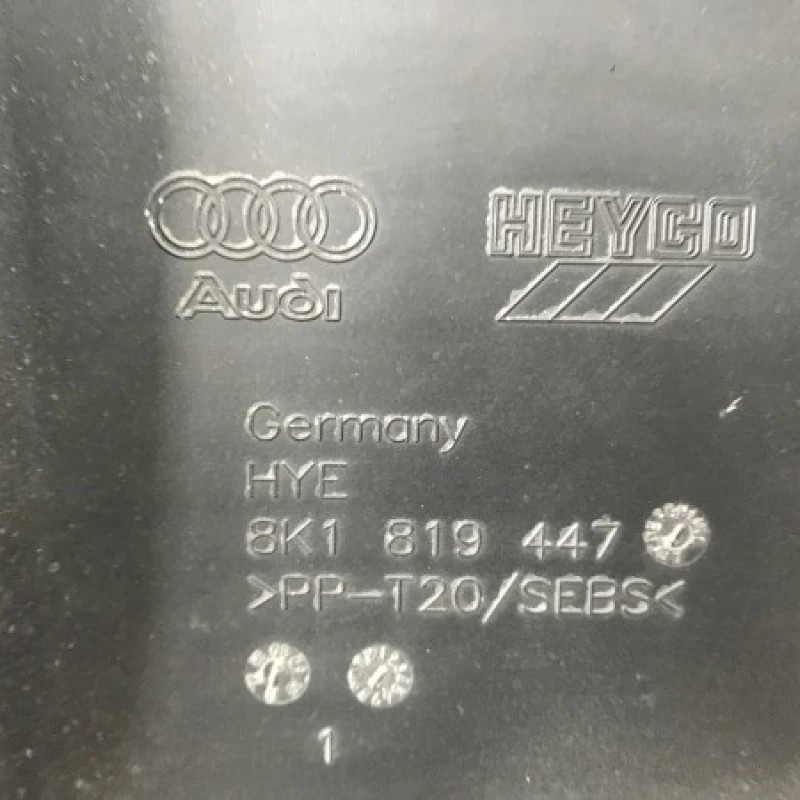 Audi
HEYCO
Germany
HYE
8K1 819 447
>PP-T20/SEBS<
1